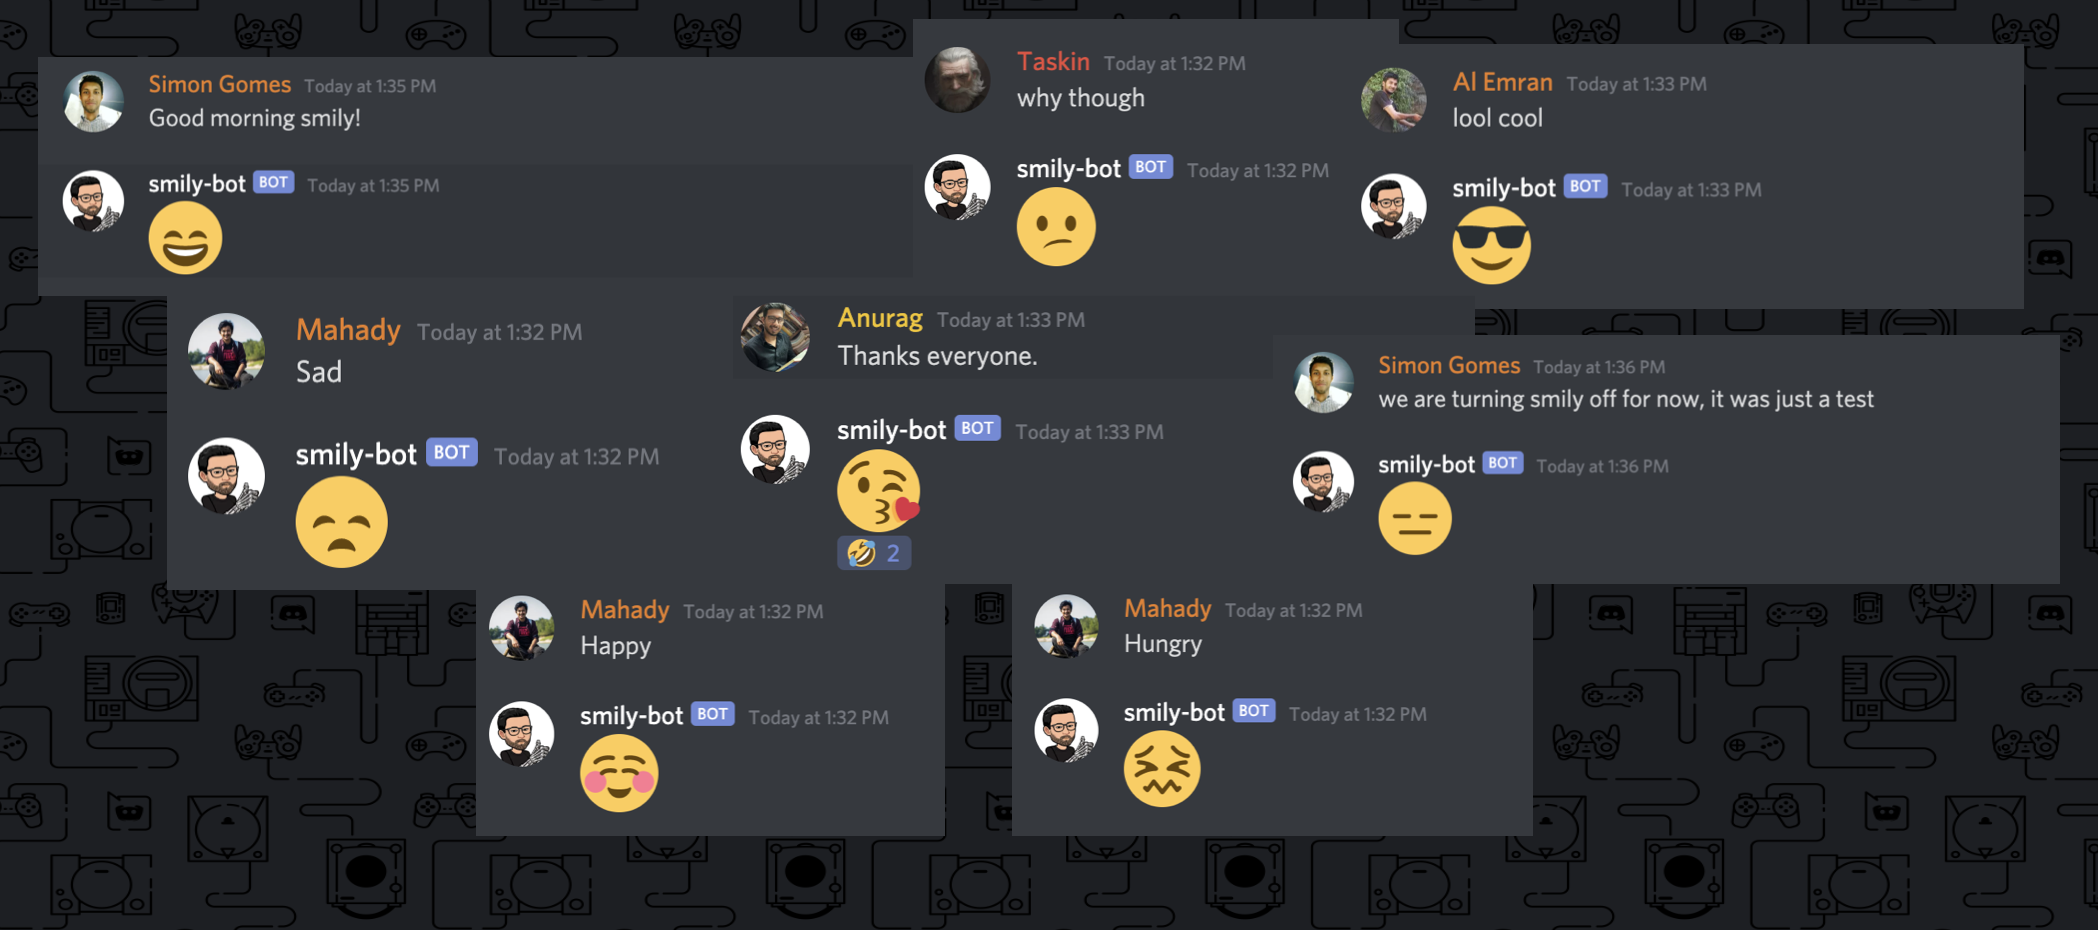 Simon Gomes Today at 1:35 PM
Good morning smily!
smily-bot BOT Today at 1:35 PM
Taskin Today at 1:32 PM
why though
smily-bot BOT Today at 1:32 PM
Al Emran Today at 1:33 PM
lool cool
smily-bot BOT Today at 1:33 PM
Mahady Today at 1:32 PM
Sad
smily-bot BOT Today at 1:32 PM
Anurag Today at 1:33 PM
Thanks everyone.
smily-bot BOT Today at 1:33 PM
2
Simon Gomes Today at 1:36 PM
we are turning smily off for now, it was just a test
smily-bot BOT Today at 1:36 PM
Mahady Today at 1:32 PM
Happy
smily-bot BOT Today at 1:32 PM
Mahady Today at 1:32 PM
Hungry
smily-bot BOT Today at 1:32 PM